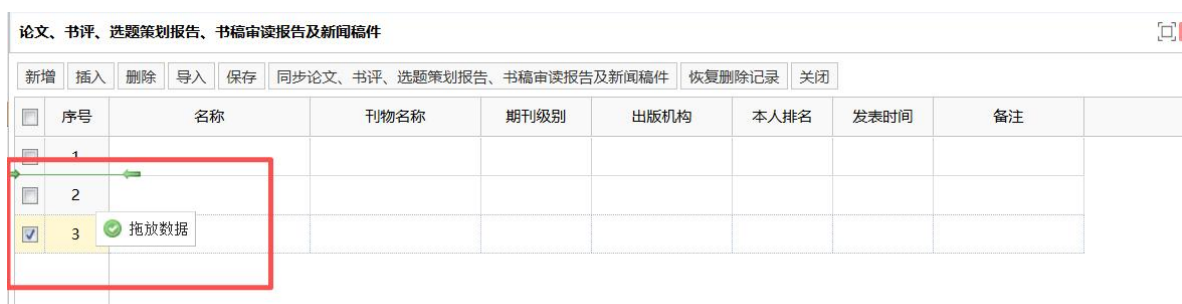 论文、书评、选题策划报告、书稿审读报告及新闻稿件
新增 插入 删除 导入 保存 同步论文、书评、选题策划报告、书稿审读报告及新闻稿件 恢复删除记录 关闭
序号 名称 刊物名称 期刊级别 出版机构 本人排名 发表时间 备注
1
2
拖放数据
3